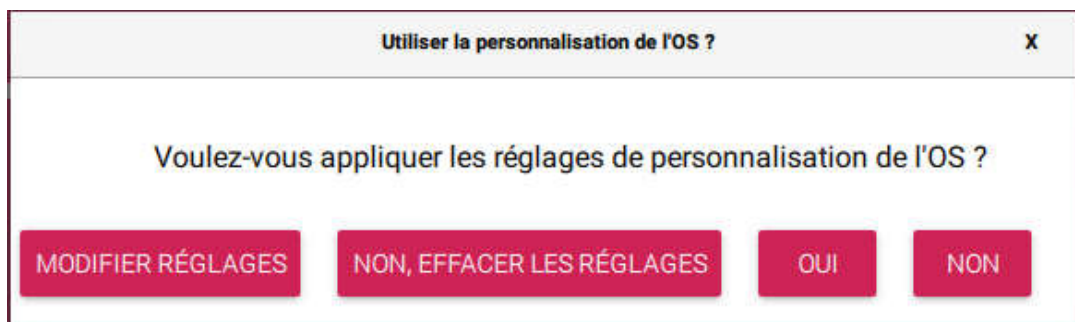 Utiliser la personnalisation de l'OS ? X
Voulez-vous appliquer les réglages de personnalisation de l'OS ?
MODIFIER RÉGLAGES NON, EFFACER LES RÉGLAGES OUI NON